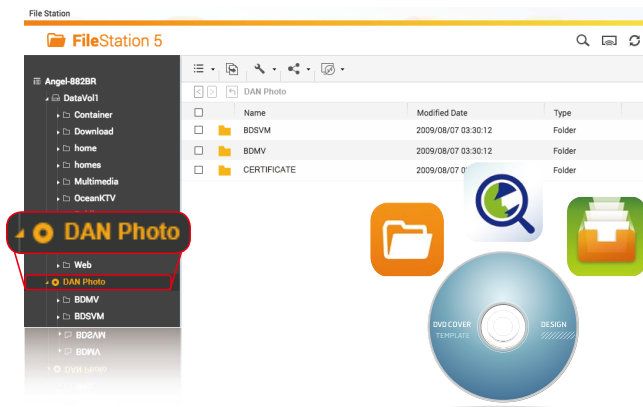 File Station
FileStation 5
Angel-882BR
DataVol1
Container
Download
home
homes
Multimedia
OceanKTV
DAN Photo
Web
DAN Photo
BDMV
BDSVM
BDSVM
BDMV
DAN Photo
DAN Photo
Name Modified Date Type
BDSVM 2009/08/07 03:30:12 Folder
BDMV 2009/08/07 03:30:12 Folder
CERTIFICATE 2009/08/07 Folder
DVD COVER DESIGN
TEMPLATE